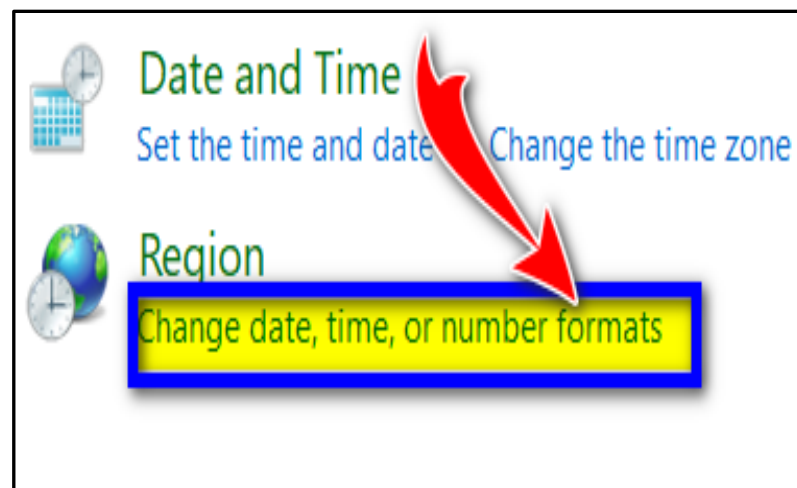 Date and Time
Set the time and date Change the time zone
Region
Change date, time, or number formats